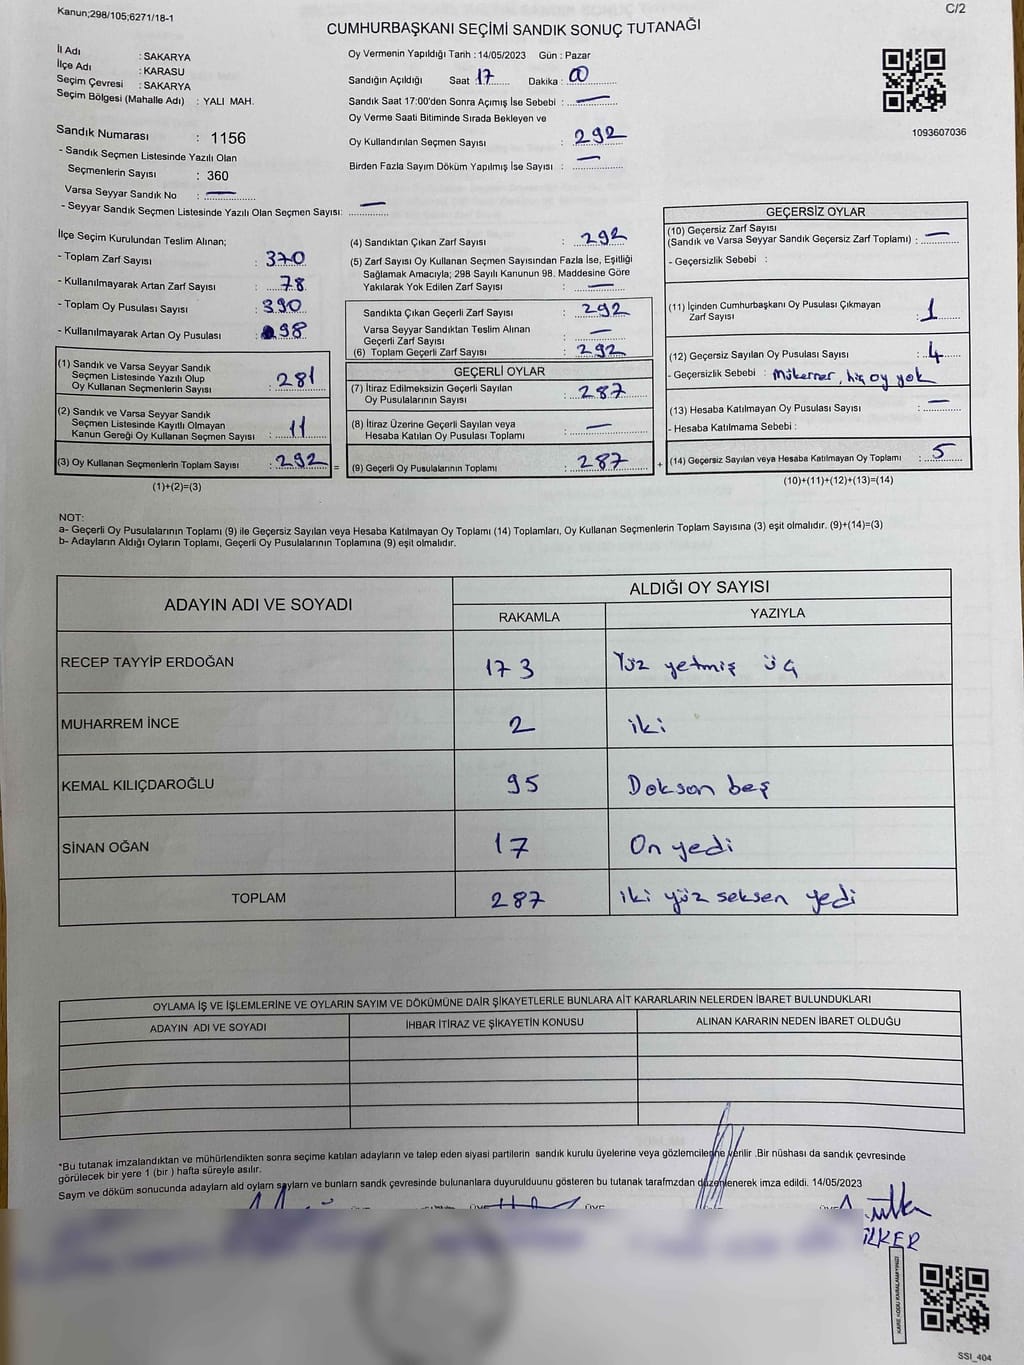 Kanun;298/105;6271/18-1
C/2
CUMHURBAŞKANI SEÇİMİ SANDIK SONUÇ TUTANAĞI
İl Adı : SAKARYA
İlçe Adı : KARASU
Seçim Çevresi : SAKARYA
Seçim Bölgesi (Mahalle Adı) : YALI MAH.
Sandık Numarası : 1156
- Sandık Seçmen Listesinde Yazılı Olan
Seçmenlerin Sayısı : 360
Varsa Seyyar Sandık No : —
- Seyyar Sandık Seçmen Listesinde Yazılı Olan Seçmen Sayısı: —
Oy Vermenin Yapıldığı Tarih : 14/05/2023 Gün : Pazar
Sandığın Açıldığı Saat 17 Dakika : 00
Sandık Saat 17:00'den Sonra Açımış İse Sebebi : —
Oy Verme Saati Bitiminde Sırada Bekleyen ve
Oy Kullandırılan Seçmen Sayısı : 292
Birden Fazla Sayım Döküm Yapılmış İse Sayısı : —
1093607036
İlçe Seçim Kurulundan Teslim Alınan;
- Toplam Zarf Sayısı : 370
- Kullanılmayarak Artan Zarf Sayısı : 78
- Toplam Oy Pusulası Sayısı : 390
- Kullanılmayarak Artan Oy Pusulası : 98
(1) Sandık ve Varsa Seyyar Sandık
Seçmen Listesinde Yazılı Olup
Oy Kullanan Seçmenlerin Sayısı : 281
(2) Sandık ve Varsa Seyyar Sandık
Seçmen Listesinde Kayıtlı Olmayan
Kanun Gereği Oy Kullanan Seçmen Sayısı : 11
(3) Oy Kullanan Seçmenlerin Toplam Sayısı : 292 =
(1)+(2)=(3)
(4) Sandıktan Çıkan Zarf Sayısı : 292
(5) Zarf Sayısı Oy Kullanan Seçmen Sayısından Fazla İse, Eşitliği
Sağlamak Amacıyla; 298 Sayılı Kanunun 98. Maddesine Göre
Yakılarak Yok Edilen Zarf Sayısı : —
Sandıkta Çıkan Geçerli Zarf Sayısı : 292
Varsa Seyyar Sandıktan Teslim Alınan
Geçerli Zarf Sayısı : —
(6) Toplam Geçerli Zarf Sayısı : 292
GEÇERLİ OYLAR
(7) İtiraz Edilmeksizin Geçerli Sayılan
Oy Pusulalarının Sayısı : 287
(8) İtiraz Üzerine Geçerli Sayılan veya
Hesaba Katılan Oy Pusulası Toplamı : —
(9) Geçerli Oy Pusulalarının Toplamı : 287 +
GEÇERSİZ OYLAR
(10) Geçersiz Zarf Sayısı
(Sandık ve Varsa Seyyar Sandık Geçersiz Zarf Toplamı) : —
- Geçersizlik Sebebi :
(11) İçinden Cumhurbaşkanı Oy Pusulası Çıkmayan
Zarf Sayısı : 1
(12) Geçersiz Sayılan Oy Pusulası Sayısı : 4
- Geçersizlik Sebebi : Mükerrer, hiç oy yok
(13) Hesaba Katılmayan Oy Pusulası Sayısı : —
- Hesaba Katılmama Sebebi :
(14) Geçersiz Sayılan veya Hesaba Katılmayan Oy Toplamı : 5
(10)+(11)+(12)+(13)=(14)
NOT:
a- Geçerli Oy Pusulalarının Toplamı (9) ile Geçersiz Sayılan veya Hesaba Katılmayan Oy Toplamı (14) Toplamları, Oy Kullanan Seçmenlerin Toplam Sayısına (3) eşit olmalıdır. (9)+(14)=(3)
b- Adayların Aldığı Oyların Toplamı, Geçerli Oy Pusulalarının Toplamına (9) eşit olmalıdır.
ADAYIN ADI VE SOYADI
ALDIĞI OY SAYISI
RAKAMLA YAZIYLA
RECEP TAYYİP ERDOĞAN 173 Yüz yetmiş üç
MUHARREM İNCE 2 iki
KEMAL KILIÇDAROĞLU 95 Doksan beş
SİNAN OĞAN 17 On yedi
TOPLAM 287 iki yüz seksen yedi
OYLAMA İŞ VE İŞLEMLERİNE VE OYLARIN SAYIM VE DÖKÜMÜNE DAİR ŞİKAYETLERLE BUNLARA AİT KARARLARIN NELERDEN İBARET BULUNDUKLARI
ADAYIN ADI VE SOYADI İHBAR İTİRAZ VE ŞİKAYETİN KONUSU ALINAN KARARIN NEDEN İBARET OLDUĞU
*Bu tutanak imzalandıktan ve mühürlendikten sonra seçime katılan adayların ve talep eden siyasi partilerin sandık kurulu üyelerine veya gözlemcilerine verilir .Bir nüshası da sandık çevresinde
görülecek bir yere 1 (bir ) hafta süreyle asılır.
Sayım ve döküm sonucunda adayların ald oyların sayların ve bunların sandk çevresinde bulunanlara duyurulduunu gösteren bu tutanak tarafmzdan düzenlenerek imza edildi. 14/05/2023
İLKER
SSI_404